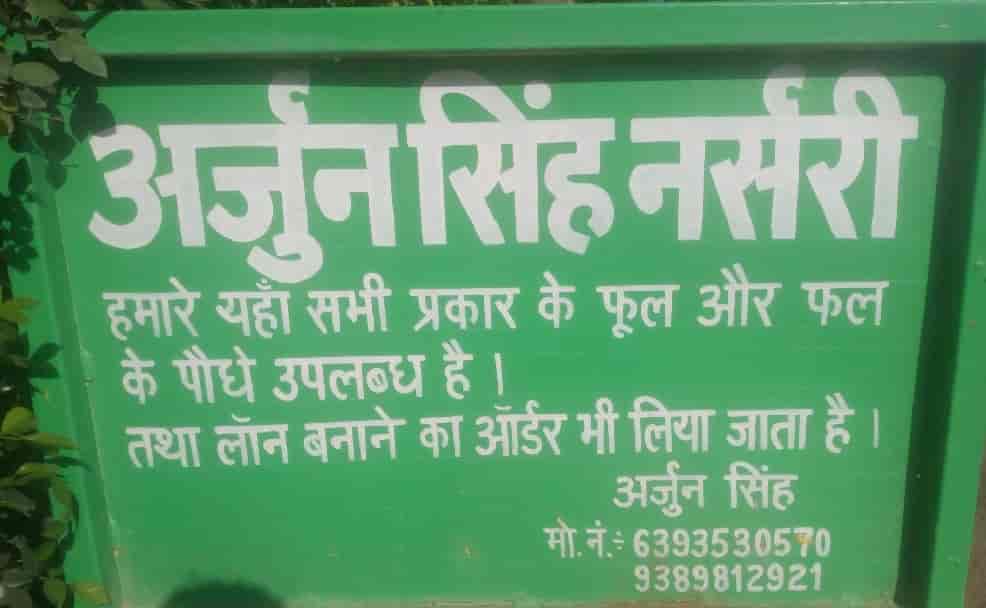 अर्जुन सिंह नर्सरी
हमारे यहाँ सभी प्रकार के फूल और फल
के पौधे उपलब्ध है।
तथा लॉन बनाने का ऑर्डर भी लिया जाता है।
अर्जुन सिंह
मो. नं.÷ 6393530570
9389812921